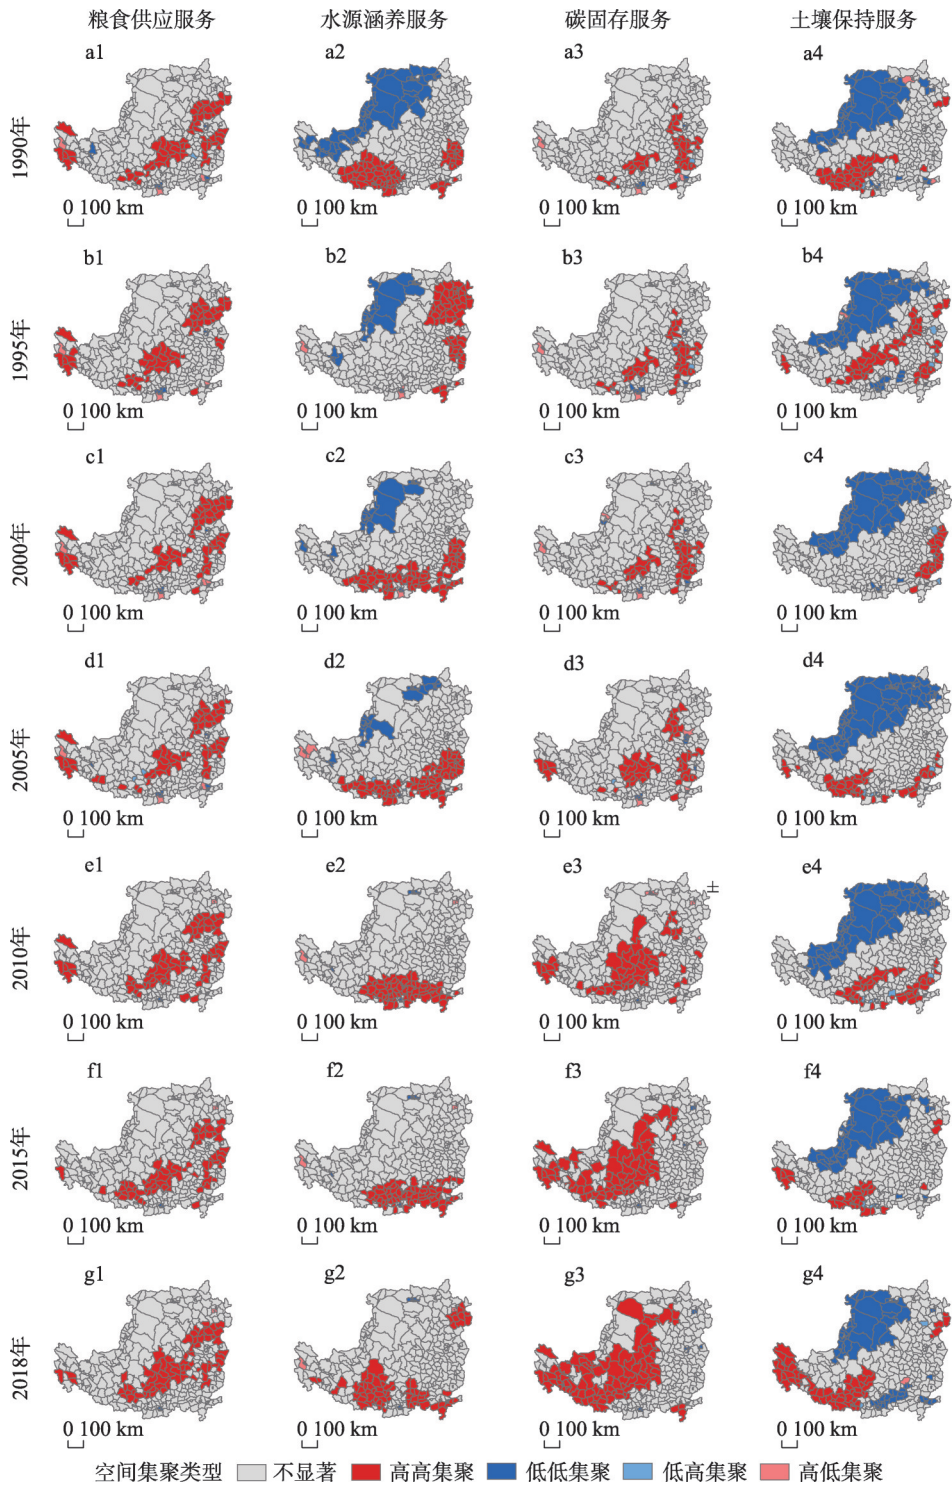 粮食供应服务 水源涵养服务 碳固存服务 土壤保持服务
a1 a2 a3 a4
1990年
0 100 km 0 100 km 0 100 km 0 100 km
b1 b2 b3 b4
1995年
0 100 km 0 100 km 0 100 km 0 100 km
c1 c2 c3 c4
2000年
0 100 km 0 100 km 0 100 km 0 100 km
d1 d2 d3 d4
2005年
0 100 km 0 100 km 0 100 km 0 100 km
e1 e2 e3 e4
2010年
0 100 km 0 100 km 0 100 km 0 100 km
f1 f2 f3 f4
2015年
0 100 km 0 100 km 0 100 km 0 100 km
g1 g2 g3 g4
2018年
0 100 km 0 100 km 0 100 km 0 100 km
空间集聚类型 不显著 高高集聚 低低集聚 低高集聚 高低集聚